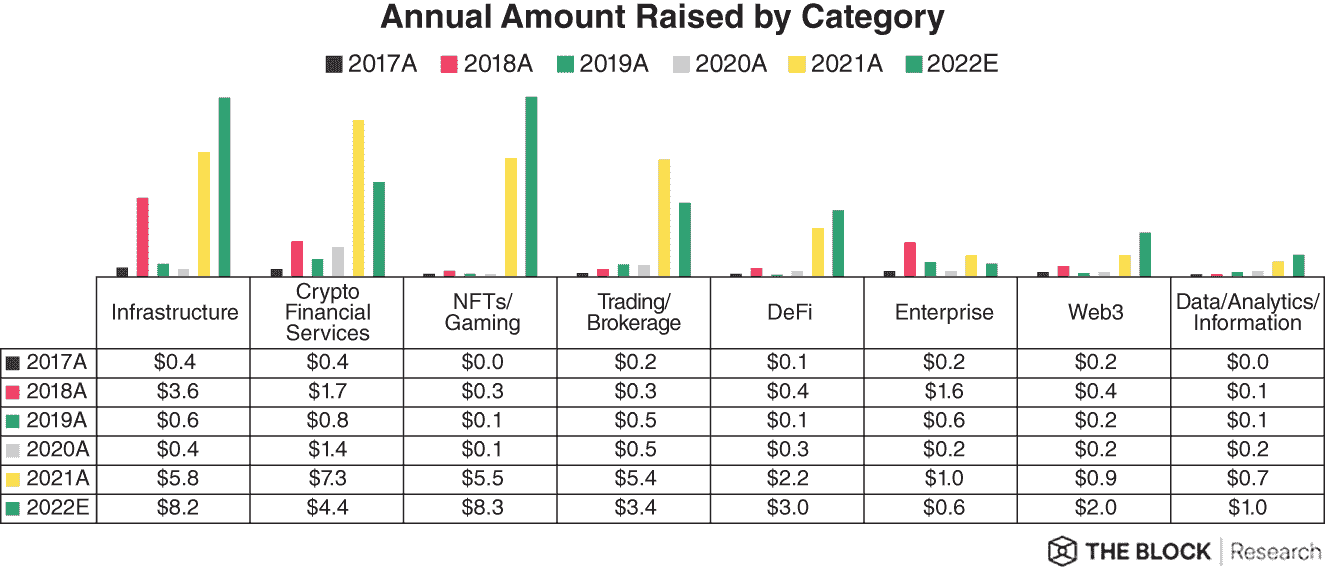 Annual Amount Raised by Category
2017A 2018A 2019A 2020A 2021A 2022E
Infrastructure
Crypto
Financial
Services
NFTs/
Gaming
Trading/
Brokerage
DeFi
Enterprise
Web3
Data/Analytics/
Information
2017A $0.4 $0.4 $0.0 $0.2 $0.1 $0.2 $0.2 $0.0
2018A $3.6 $1.7 $0.3 $0.3 $0.4 $1.6 $0.4 $0.1
2019A $0.6 $0.8 $0.1 $0.5 $0.1 $0.6 $0.2 $0.1
2020A $0.4 $1.4 $0.1 $0.5 $0.3 $0.2 $0.2 $0.2
2021A $5.8 $7.3 $5.5 $5.4 $2.2 $1.0 $0.9 $0.7
2022E $8.2 $4.4 $8.3 $3.4 $3.0 $0.6 $2.0 $1.0
THE BLOCK Research